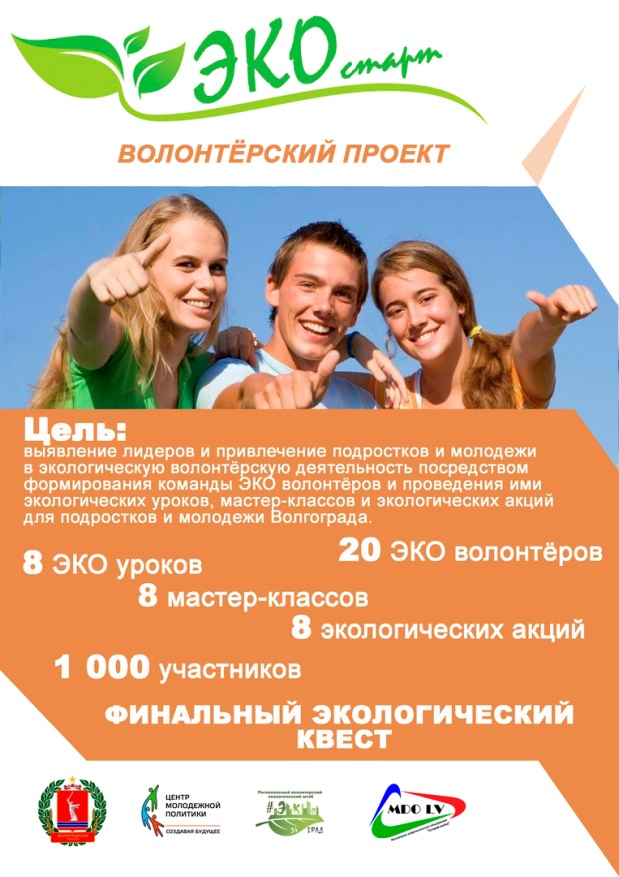 ЭКО старт
ВОЛОНТЁРСКИЙ ПРОЕКТ
Цель:
выявление лидеров и привлечение подростков и молодежи
в экологическую волонтёрскую деятельность посредством
формирования команды ЭКО волонтёров и проведения ими
экологических уроков, мастер-классов и экологических акций
для подростков и молодежи Волгограда.
20 ЭКО волонтёров
8 ЭКО уроков
8 мастер-классов
8 экологических акций
1 000 участников
ФИНАЛЬНЫЙ ЭКОЛОГИЧЕСКИЙ
КВЕСТ
ЦЕНТР
МОЛОДЕЖНОЙ
ПОЛИТИКИ
СОЗДАВАЯ БУДУЩЕЕ
Региональный волонтерский
экологический штаб
34 ГРАД
MDO LV